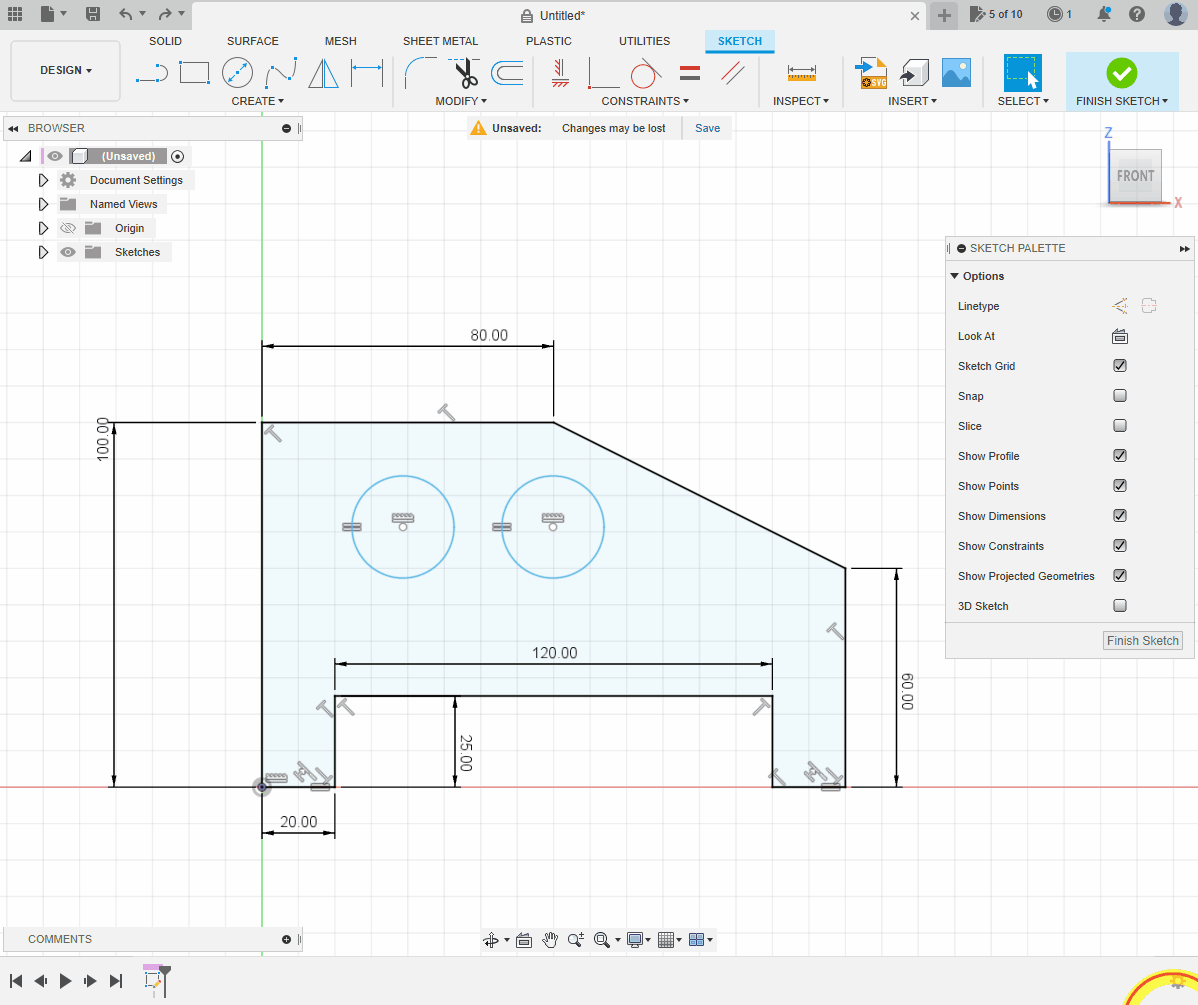 Untitled*
5 of 10
1
SOLID SURFACE MESH SHEET METAL PLASTIC UTILITIES SKETCH
DESIGN
SVG
CREATE MODIFY CONSTRAINTS INSPECT INSERT SELECT FINISH SKETCH
BROWSER
Unsaved: Changes may be lost Save
(Unsaved)
Document Settings
Named Views
Origin
Sketches
Z
FRONT
X
SKETCH PALETTE
Options
Linetype
Look At
Sketch Grid
Snap
Slice
Show Profile
Show Points
Show Dimensions
Show Constraints
Show Projected Geometries
3D Sketch
Finish Sketch
80.00
100.00
120.00
60.00
25.00
20.00
COMMENTS